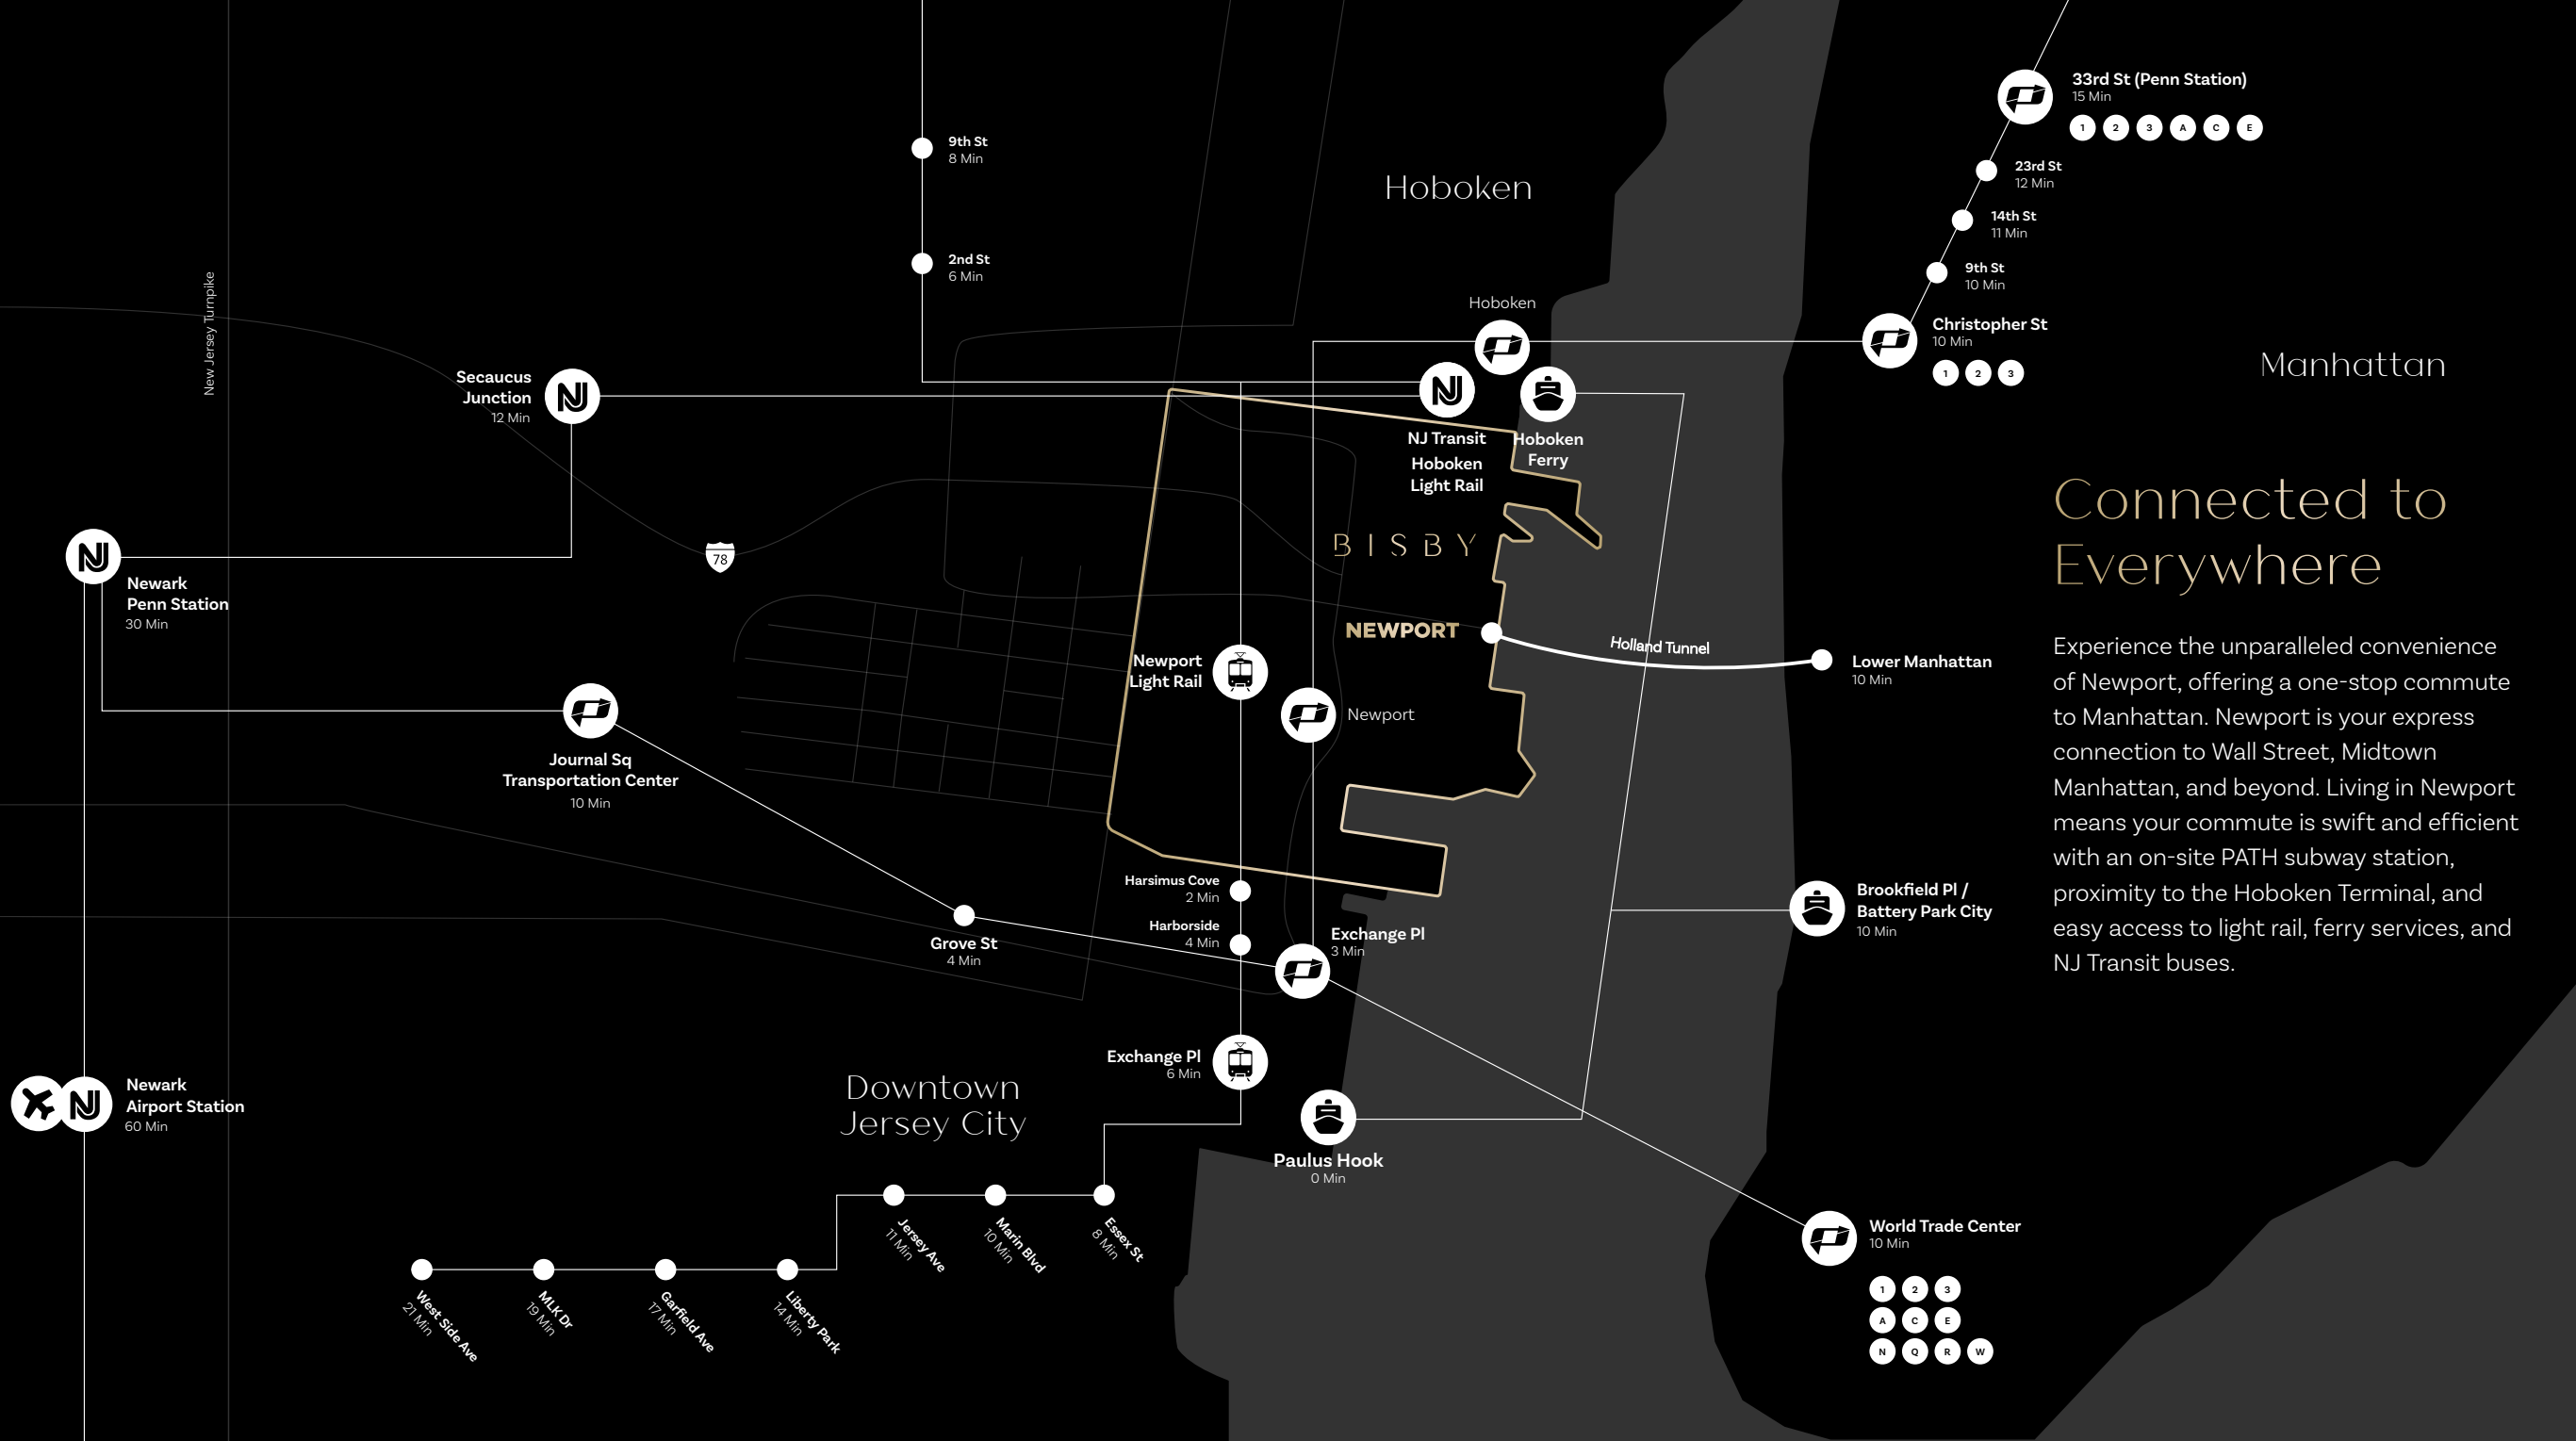 33rd St (Penn Station)
15 Min
1 2 3 A C E
9th St
8 Min
23rd St
12 Min
Hoboken
14th St
11 Min
2nd St
6 Min
9th St
10 Min
New Jersey Turnpike
Hoboken
Christopher St
10 Min
1 2 3
Manhattan
Secaucus
Junction
12 Min
NJ Transit
Hoboken
Light Rail
Hoboken
Ferry
Connected to
Everywhere
BISBY
78
Newark
Penn Station
30 Min
NEWPORT
Holland Tunnel
Lower Manhattan
10 Min
Experience the unparalleled convenience
of Newport, offering a one-stop commute
to Manhattan. Newport is your express
connection to Wall Street, Midtown
Manhattan, and beyond. Living in Newport
means your commute is swift and efficient
with an on-site PATH subway station,
proximity to the Hoboken Terminal, and
easy access to light rail, ferry services, and
NJ Transit buses.
Newport
Light Rail
Newport
Journal Sq
Transportation Center
10 Min
Harsimus Cove
2 Min
Harborside
4 Min
Grove St
4 Min
Exchange Pl
3 Min
Brookfield Pl /
Battery Park City
10 Min
Exchange Pl
6 Min
Newark
Airport Station
60 Min
Downtown
Jersey City
Paulus Hook
0 Min
Jersey Ave
11 Min
Marin Blvd
10 Min
Essex St
8 Min
World Trade Center
10 Min
1 2 3
A C E
N Q R W
West Side Ave
21 Min
MLK Dr
19 Min
Garfield Ave
17 Min
Liberty Park
14 Min